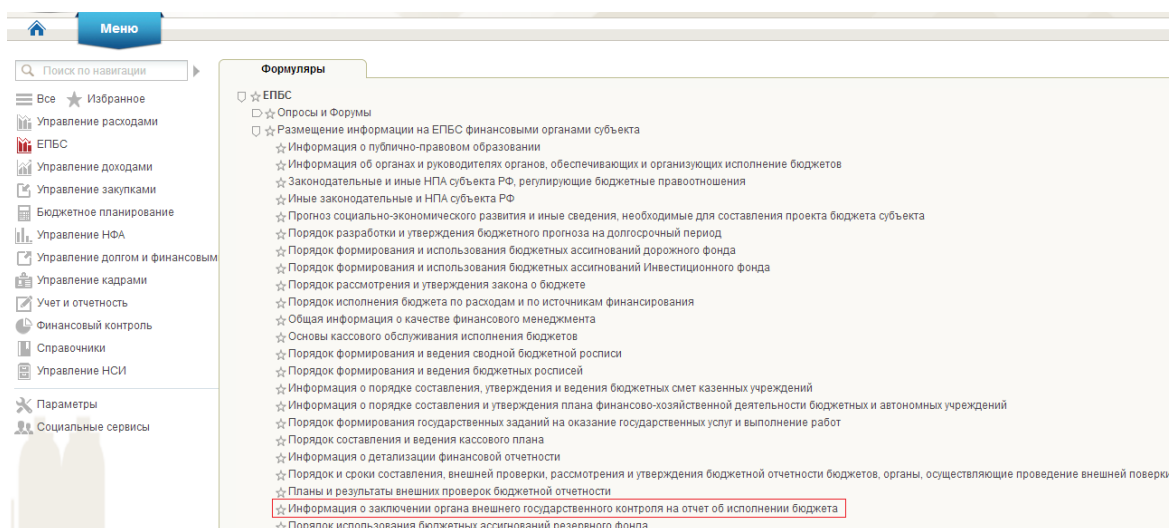 Меню
Поиск по навигации
Все Избранное
Управление расходами
ЕПБС
Управление доходами
Управление закупками
Бюджетное планирование
Управление НФА
Управление долгом и финансовым
Управление кадрами
Учет и отчетность
Финансовый контроль
Справочники
Управление НСИ
Параметры
Социальные сервисы
Формуляры
ЕПБС
Опросы и Форумы
Размещение информации на ЕПБС финансовыми органами субъекта
Информация о публично-правовом образовании
Информация об органах и руководителях органов, обеспечивающих и организующих исполнение бюджетов
Законодательные и иные НПА субъекта РФ, регулирующие бюджетные правоотношения
Иные законодательные и НПА субъекта РФ
Прогноз социально-экономического развития и иные сведения, необходимые для составления проекта бюджета субъекта
Порядок разработки и утверждения бюджетного прогноза на долгосрочный период
Порядок формирования и использования бюджетных ассигнований дорожного фонда
Порядок формирования и использования бюджетных ассигнований Инвестиционного фонда
Порядок рассмотрения и утверждения закона о бюджете
Порядок исполнения бюджета по расходам и по источникам финансирования
Общая информация о качестве финансового менеджмента
Основы кассового обслуживания исполнения бюджетов
Порядок формирования и ведения сводной бюджетной росписи
Порядок формирования и ведения бюджетных росписей
Информация о порядке составления, утверждения и ведения бюджетных смет казенных учреждений
Информация о порядке составления и утверждения плана финансово-хозяйственной деятельности бюджетных и автономных учреждений
Порядок формирования государственных заданий на оказание государственных услуг и выполнение работ
Порядок составления и ведения кассового плана
Информация о детализации финансовой отчетности
Порядок и сроки составления, внешней проверки, рассмотрения и утверждения бюджетной отчетности бюджетов, органы, осуществляющие проведение внешней поверки
Планы и результаты внешних проверок бюджетной отчетности
Информация о заключении органа внешнего государственного контроля на отчет об исполнении бюджета
Порядок использования бюджетных ассигнований резервного фонда